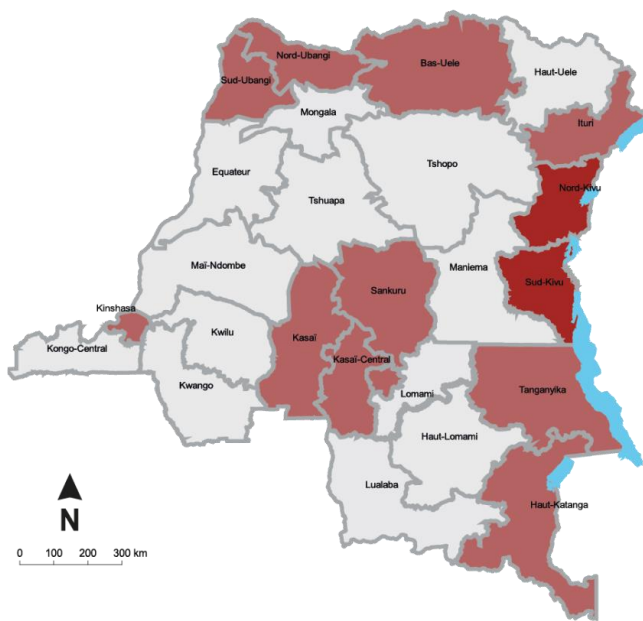 Nord-Ubangi
Bas-Uele
Haut-Uele
Sud-Ubangi
Mongala
Ituri
Equateur
Tshopo
Tshuapa
Nord-Kivu
Maï-Ndombe
Maniema
Sankuru
Sud-Kivu
Kinshasa
Kongo-Central
Kwilu
Kasaï
Kasaï-Central
Kwango
Lomami
Tanganyika
Haut-Lomami
Lualaba
Haut-Katanga
N
0 100 200 300 km